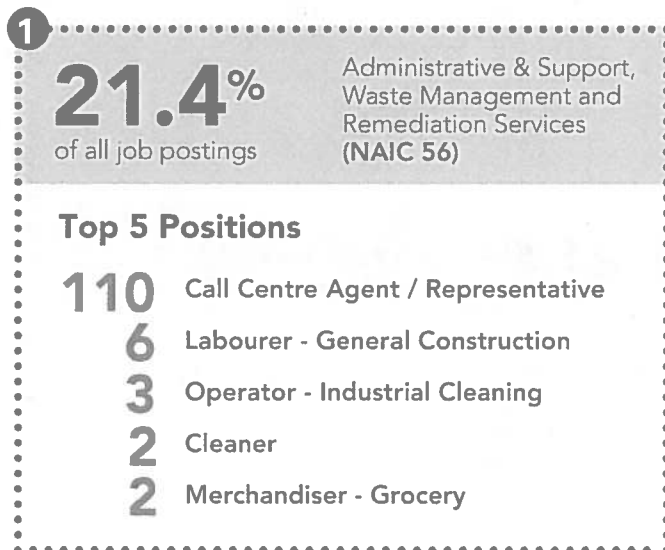 1
21.4%
of all job postings
Administrative & Support,
Waste Management and
Remediation Services
(NAIC 56)
Top 5 Positions
110 Call Centre Agent / Representative
6 Labourer - General Construction
3 Operator - Industrial Cleaning
2 Cleaner
2 Merchandiser - Grocery